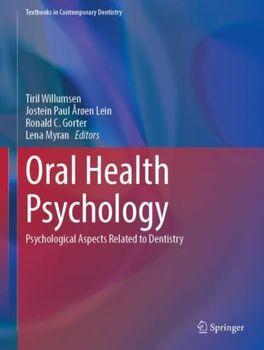 Textbooks in Contemporary Dentistry
Tiril Willumsen
Jostein Paul Årøen Lein
Ronald C. Gorter
Lena Myran Editors
Oral Health
Psychology
Psychological Aspects Related to Dentistry
Springer